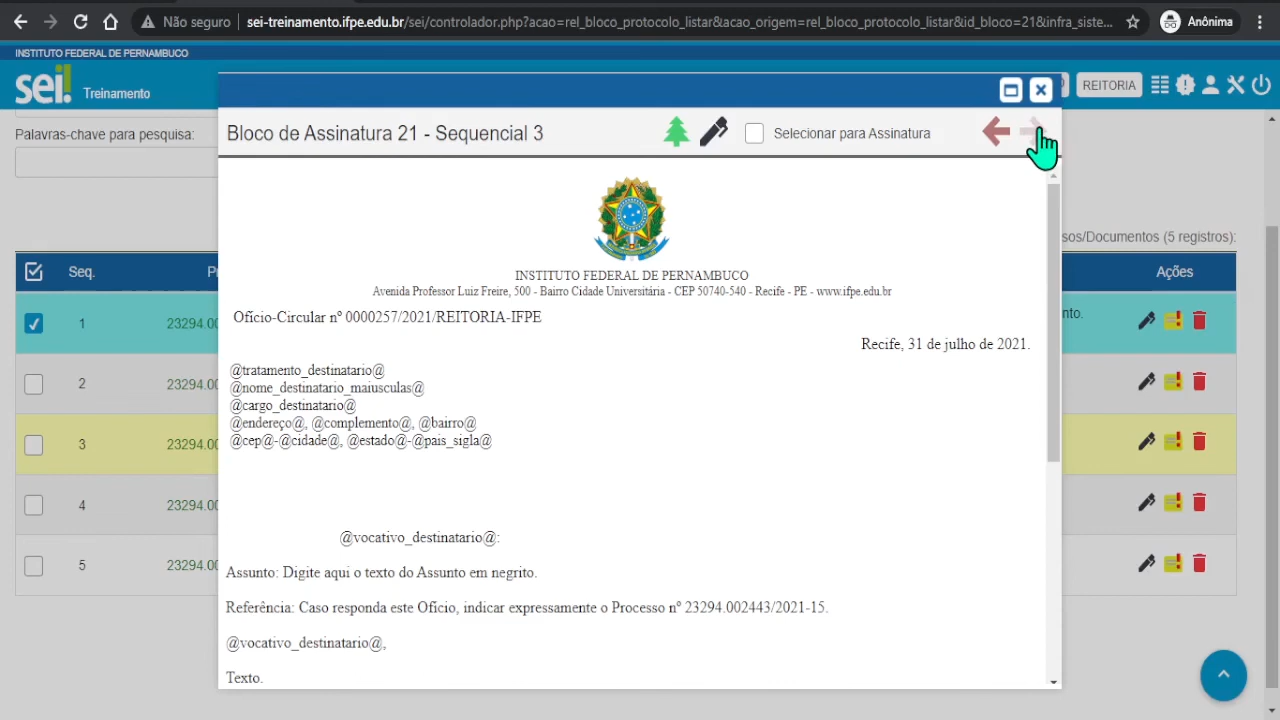 Não seguro
sei-treinamento.ifpe.edu.br/sei/controlador.php?acao=rel_bloco_protocolo_listar&acao_origem=rel_bloco_protocolo_listar&id_bloco=21&infra_siste...
Anônima
INSTITUTO FEDERAL DE PERNAMBUCO
sei!
Treinamento
REITORIA
Palavras-chave para pesquisa:
Bloco de Assinatura 21 - Sequencial 3
Selecionar para Assinatura
INSTITUTO FEDERAL DE PERNAMBUCO
Avenida Professor Luiz Freire, 500 - Bairro Cidade Universitária - CEP 50740-540 - Recife - PE - www.ifpe.edu.br
Ofício-Circular nº 0000257/2021/REITORIA-IFPE
Recife, 31 de julho de 2021.
@tratamento_destinatario@
@nome_destinatario_maiusculas@
@cargo_destinatario@
@endereço@, @complemento@, @bairro@
@cep@-@cidade@, @estado@-@pais_sigla@
@vocativo_destinatario@:
Assunto: Digite aqui o texto do Assunto em negrito.
Referência: Caso responda este Ofício, indicar expressamente o Processo nº 23294.002443/2021-15.
@vocativo_destinatario@,
Texto.
sos/Documentos (5 registros):
Seq.
Ações
1 23294.00
nto.
2 23294.00
3 23294.00
4 23294.00
5 23294.00